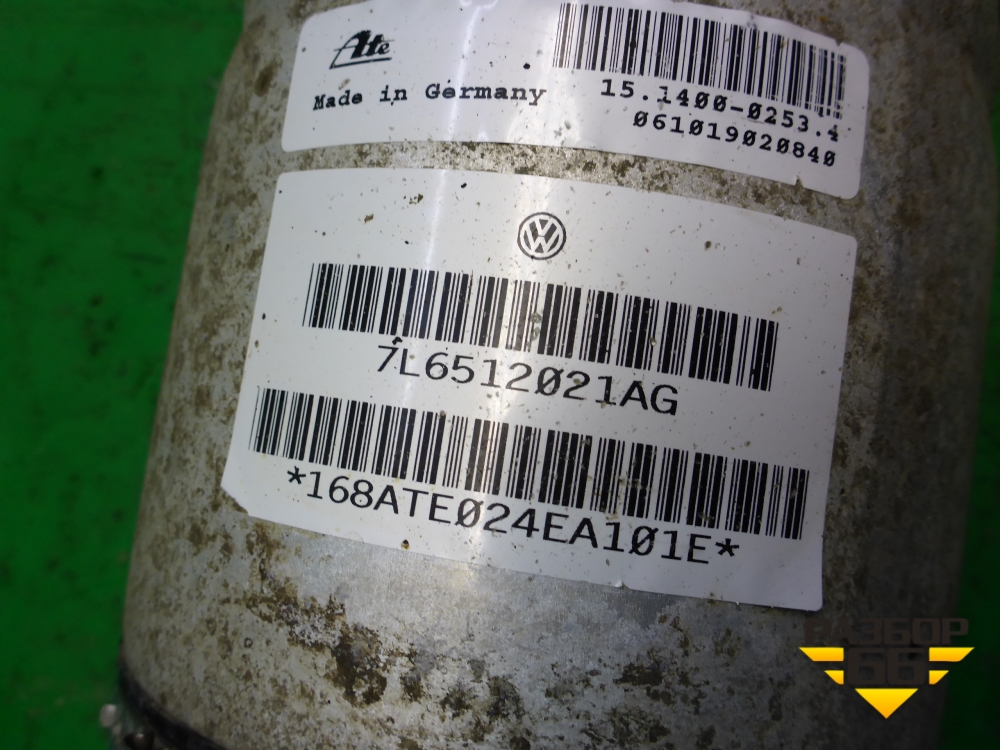 Ate
Made in Germany
15.1400-0253.4
061019020840
7L6512021AG
*168ATE024EA101E*
РАЗБОР
66